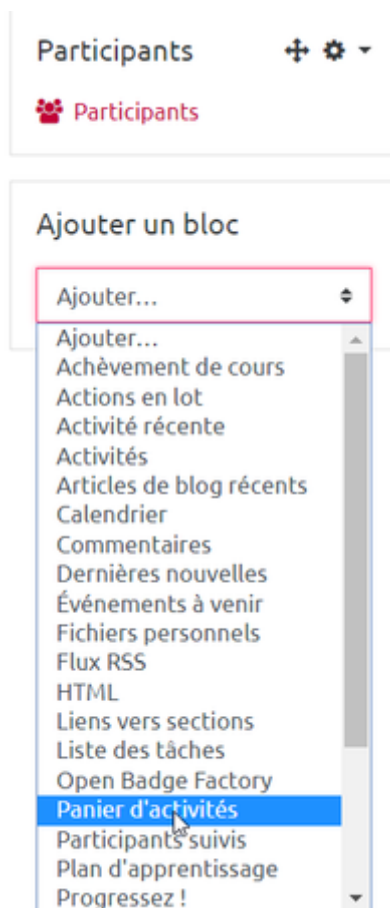 Participants
Participants
Ajouter un bloc
Ajouter...
Ajouter...
Achèvement de cours
Actions en lot
Activité récente
Activités
Articles de blog récents
Calendrier
Commentaires
Dernières nouvelles
Événements à venir
Fichiers personnels
Flux RSS
HTML
Liens vers sections
Liste des tâches
Open Badge Factory
Panier d'activités
Participants suivis
Plan d'apprentissage
Progressez !